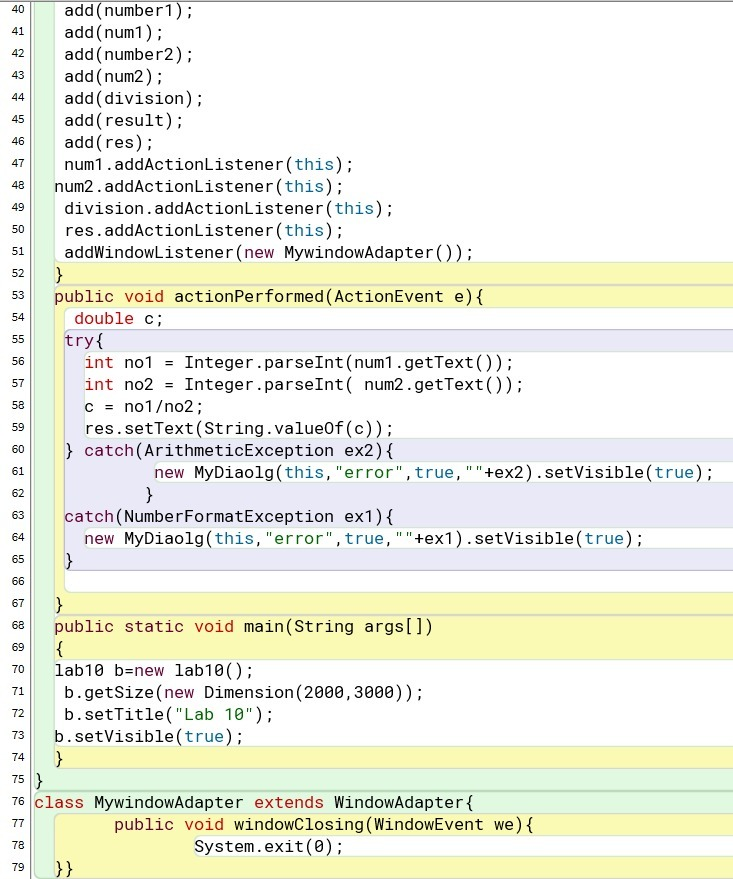 40 add(number1);
41 add(num1);
42 add(number2);
43 add(num2);
44 add(division);
45 add(result);
46 add(res);
47 num1.addActionListener(this);
48 num2.addActionListener(this);
49 division.addActionListener(this);
50 res.addActionListener(this);
51 addWindowListener(new MywindowAdapter());
52 }
53 public void actionPerformed(ActionEvent e){
54 double c;
55 try{
56 int no1 = Integer.parseInt(num1.getText());
57 int no2 = Integer.parseInt( num2.getText());
58 c = no1/no2;
59 res.setText(String.valueOf(c));
60 } catch(ArithmeticException ex2){
61 new MyDiaolg(this,"error",true,""+ex2).setVisible(true);
62 }
63 catch(NumberFormatException ex1){
64 new MyDiaolg(this,"error",true,""+ex1).setVisible(true);
65 }
66
67 }
68 public static void main(String args[])
69 {
70 lab10 b=new lab10();
71 b.getSize(new Dimension(2000,3000));
72 b.setTitle("Lab 10");
73 b.setVisible(true);
74 }
75 }
76 class MywindowAdapter extends WindowAdapter{
77 public void windowClosing(WindowEvent we){
78 System.exit(0);
79 }}